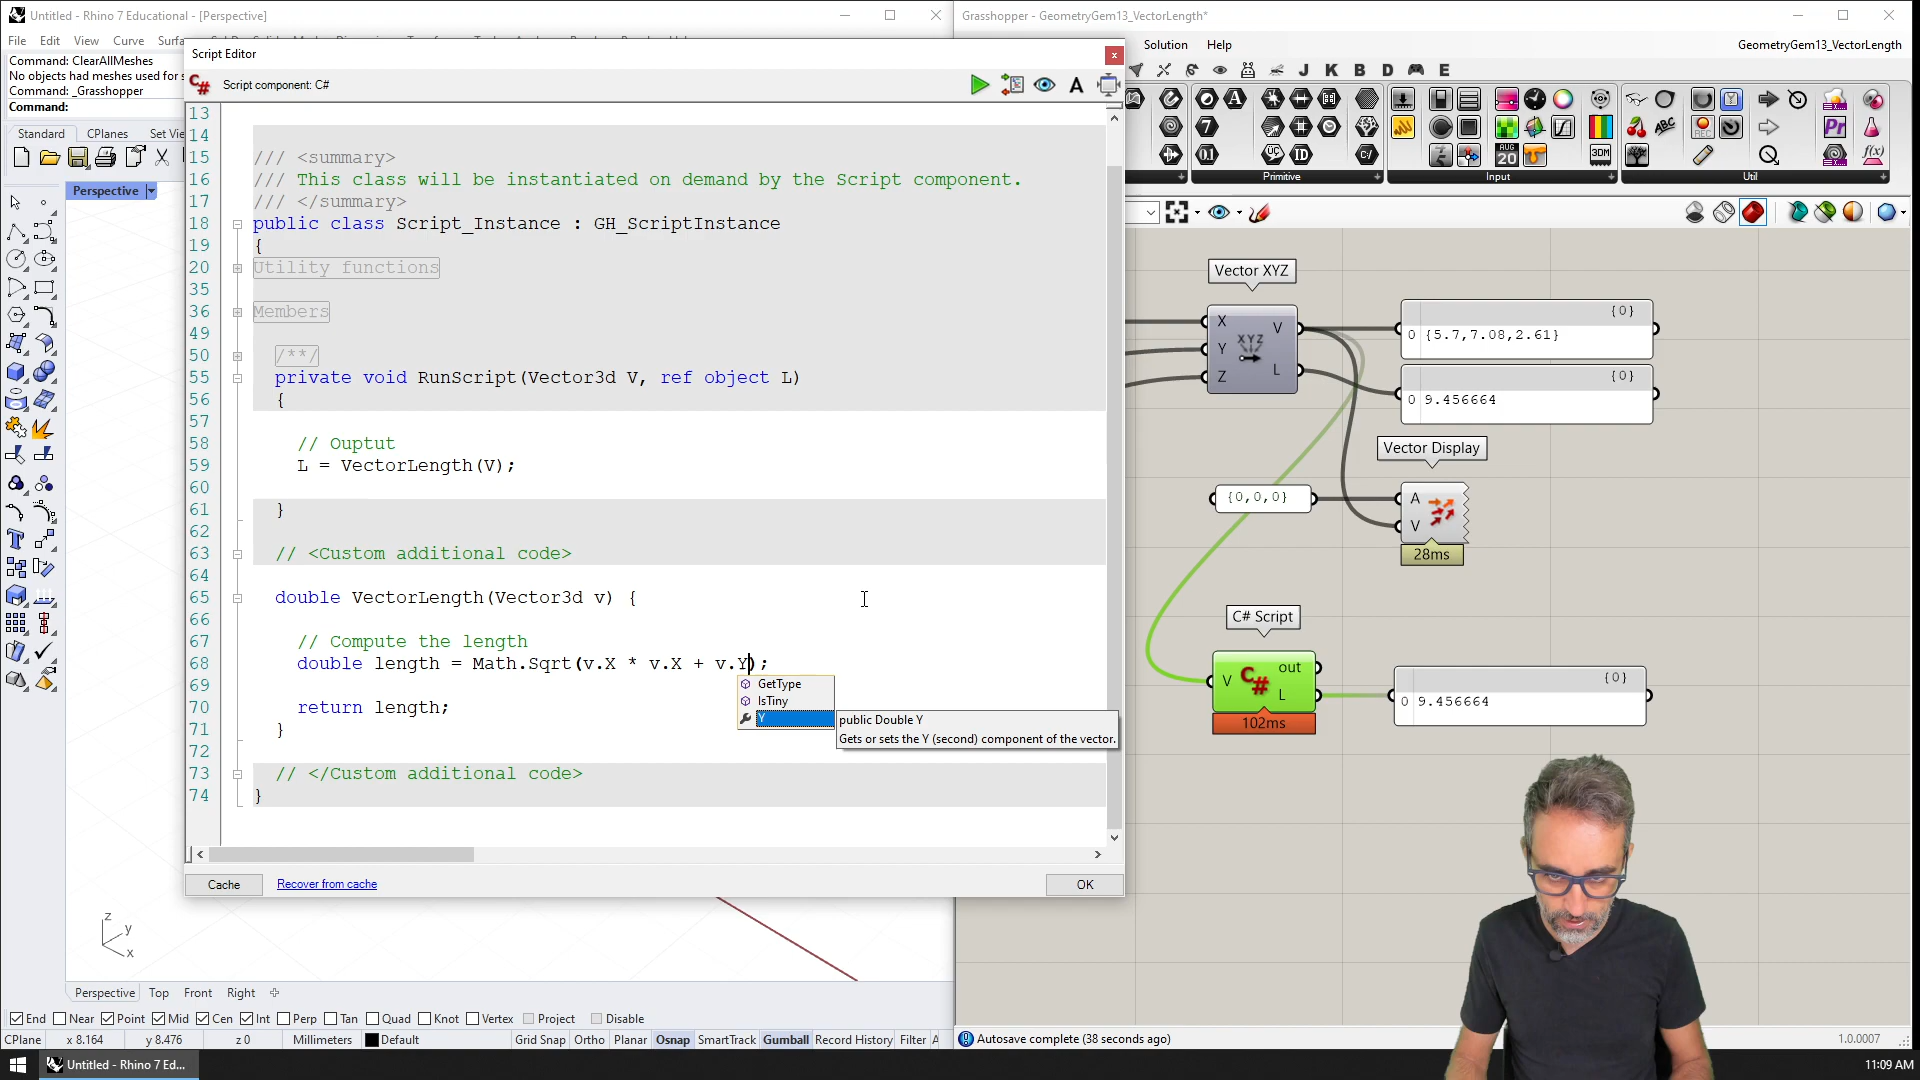 Untitled - Rhino 7 Educational - [Perspective]
File Edit View Curve Surfa
Command: ClearAllMeshes
No objects had meshes used for s
Command: _Grasshopper
Command:
Standard CPlanes Set Vie
Perspective
Script Editor
Script component: C#
13
14
15 /// <summary>
16 /// This class will be instantiated on demand by the Script component.
17 /// </summary>
18 public class Script_Instance : GH_ScriptInstance
19 {
20 Utility functions
35
36 Members
49
50 /**/
55 private void RunScript(Vector3d V, ref object L)
56 {
57
58 // Ouptut
59 L = VectorLength(V);
60
61 }
62
63 // <Custom additional code>
64
65 double VectorLength(Vector3d v) {
66
67 // Compute the length
68 double length = Math.Sqrt(v.X * v.X + v.Y);
69
70 return length;
71 }
72
73 // </Custom additional code>
74 }
GetType
IsTiny
Y
public Double Y
Gets or sets the Y (second) component of the vector.
Cache Recover from cache OK
z
y
x
Perspective Top Front Right
End Near Point Mid Cen Int Perp Tan Quad Knot Vertex Project Disable
CPlane x 8.164 y 8.476 z 0 Millimeters Default Grid Snap Ortho Planar Osnap SmartTrack Gumball Record History Filter A
Untitled - Rhino 7 Ed...
Grasshopper - GeometryGem13_VectorLength*
Solution Help GeometryGem13_VectorLength
J K B D E
Primitive Input Util
Vector XYZ
X
Y
Z
V
L
XYZ
{0}
0 {5.7,7.08,2.61}
{0}
0 9.456664
Vector Display
{0,0,0}
A
V
28ms
C# Script
V
out
L
C#
102ms
{0}
0 9.456664
Autosave complete (38 seconds ago) 1.0.0007
11:09 AM